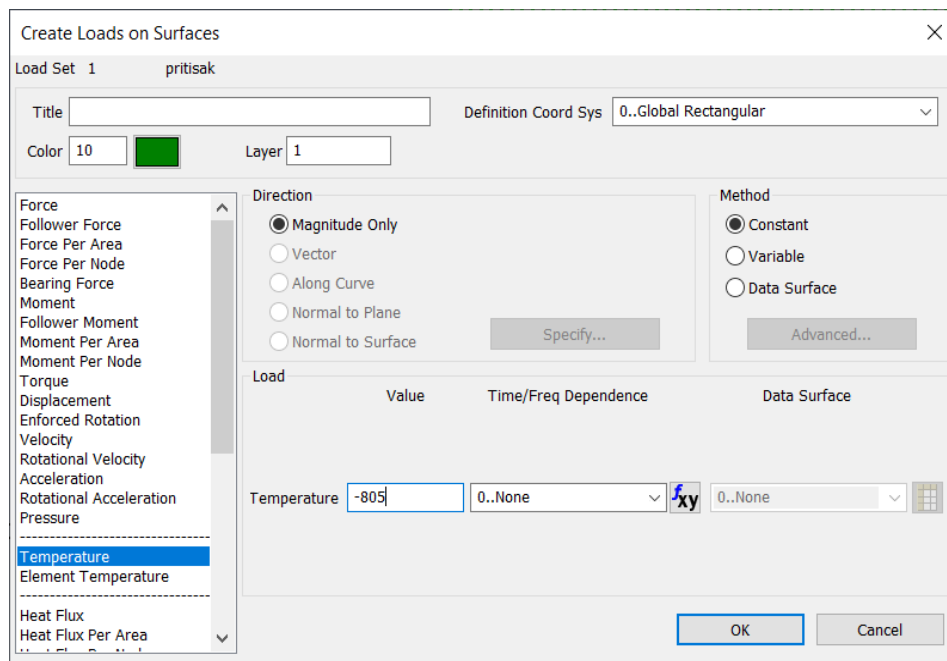 Create Loads on Surfaces
Load Set 1 pritisak
Title
Definition Coord Sys 0..Global Rectangular
Color 10
Layer 1
Force
Follower Force
Force Per Area
Force Per Node
Bearing Force
Moment
Follower Moment
Moment Per Area
Moment Per Node
Torque
Displacement
Enforced Rotation
Velocity
Rotational Velocity
Acceleration
Rotational Acceleration
Pressure
Temperature
Element Temperature
Heat Flux
Heat Flux Per Area
Direction
Magnitude Only
Vector
Along Curve
Normal to Plane
Normal to Surface
Specify...
Method
Constant
Variable
Data Surface
Advanced...
Load
Value Time/Freq Dependence Data Surface
Temperature -805 0..None fxy 0..None
OK Cancel